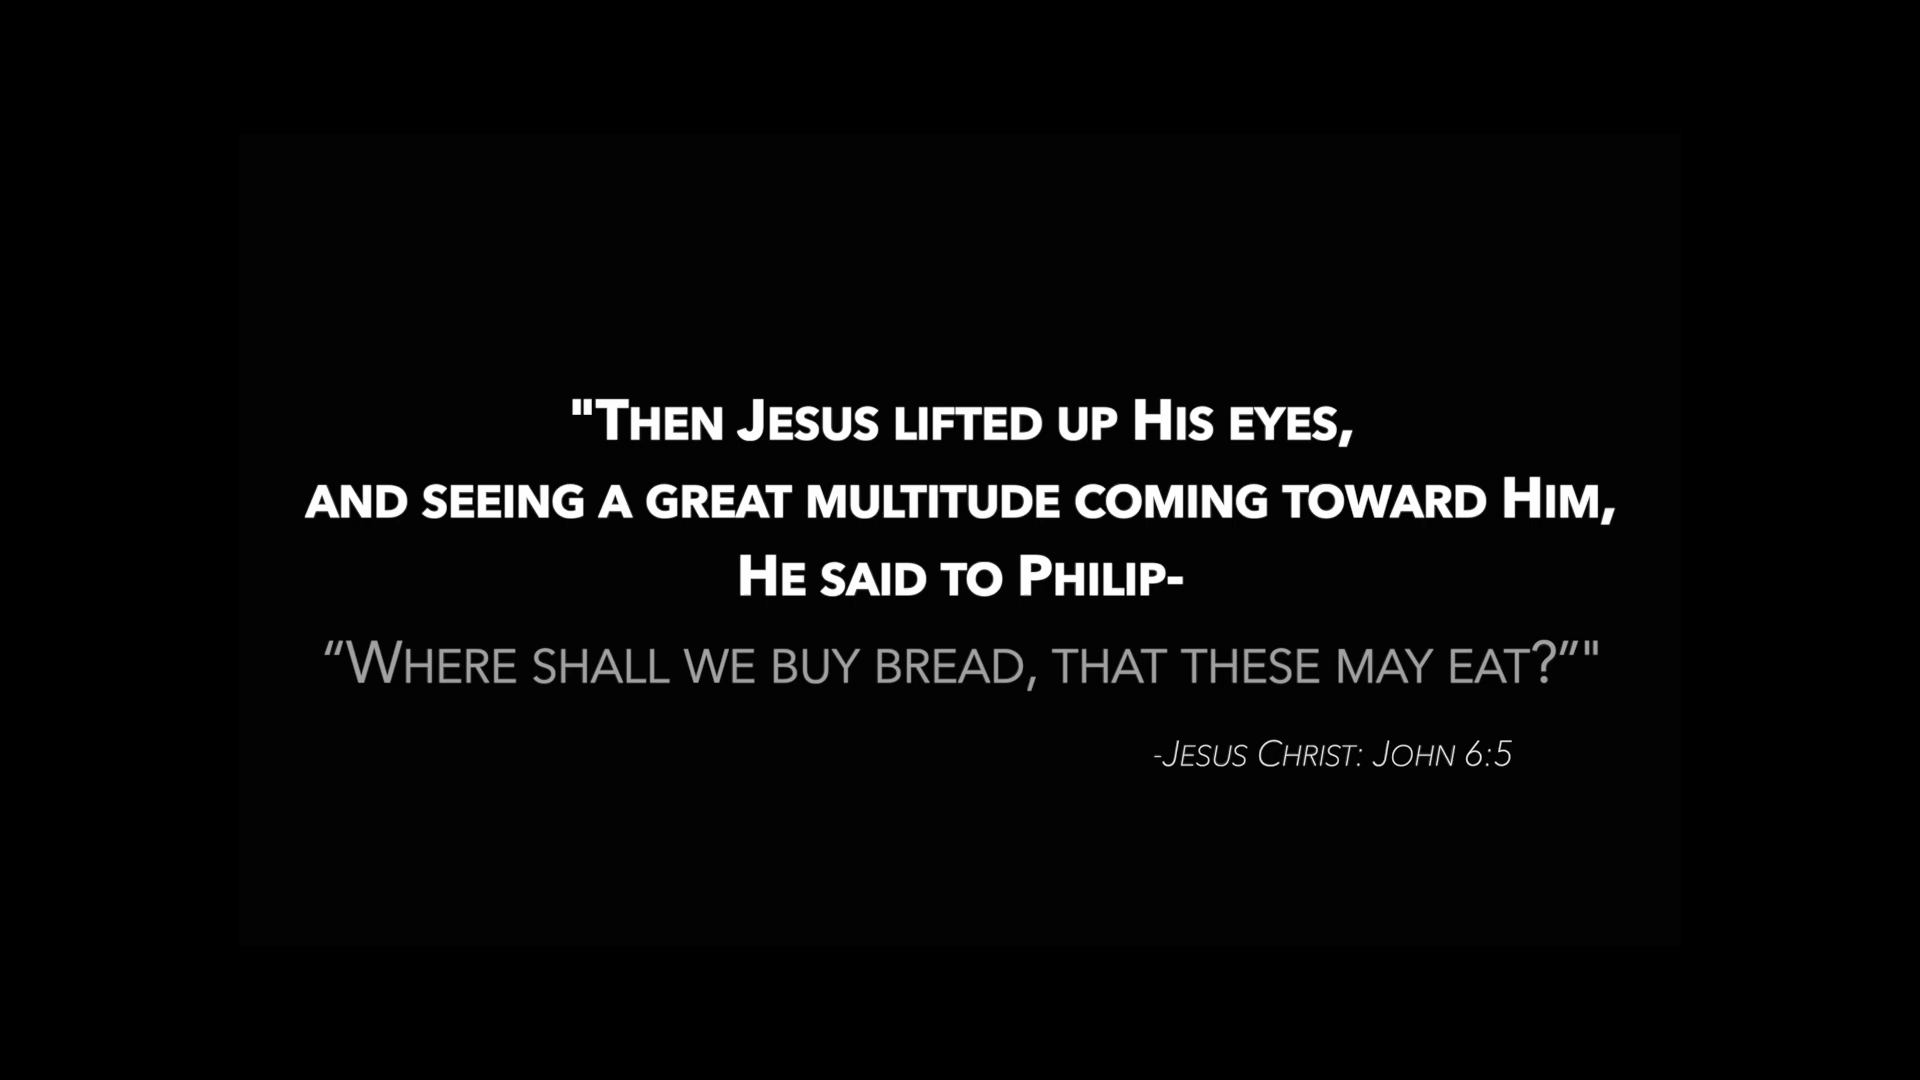 "Then Jesus lifted up His eyes,
and seeing a great multitude coming toward Him,
He said to Philip-
“Where shall we buy bread, that these may eat?”"
-Jesus Christ: John 6:5